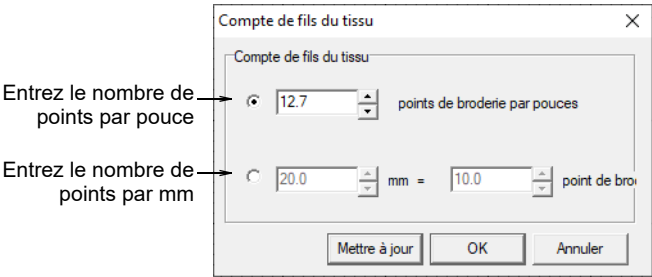 Compte de fils du tissu
Compte de fils du tissu
Entrez le nombre de
points par pouce
12.7
points de broderie par pouces
Entrez le nombre de
points par mm
20.0 mm = 10.0 point de bro
Mettre à jour OK Annuler